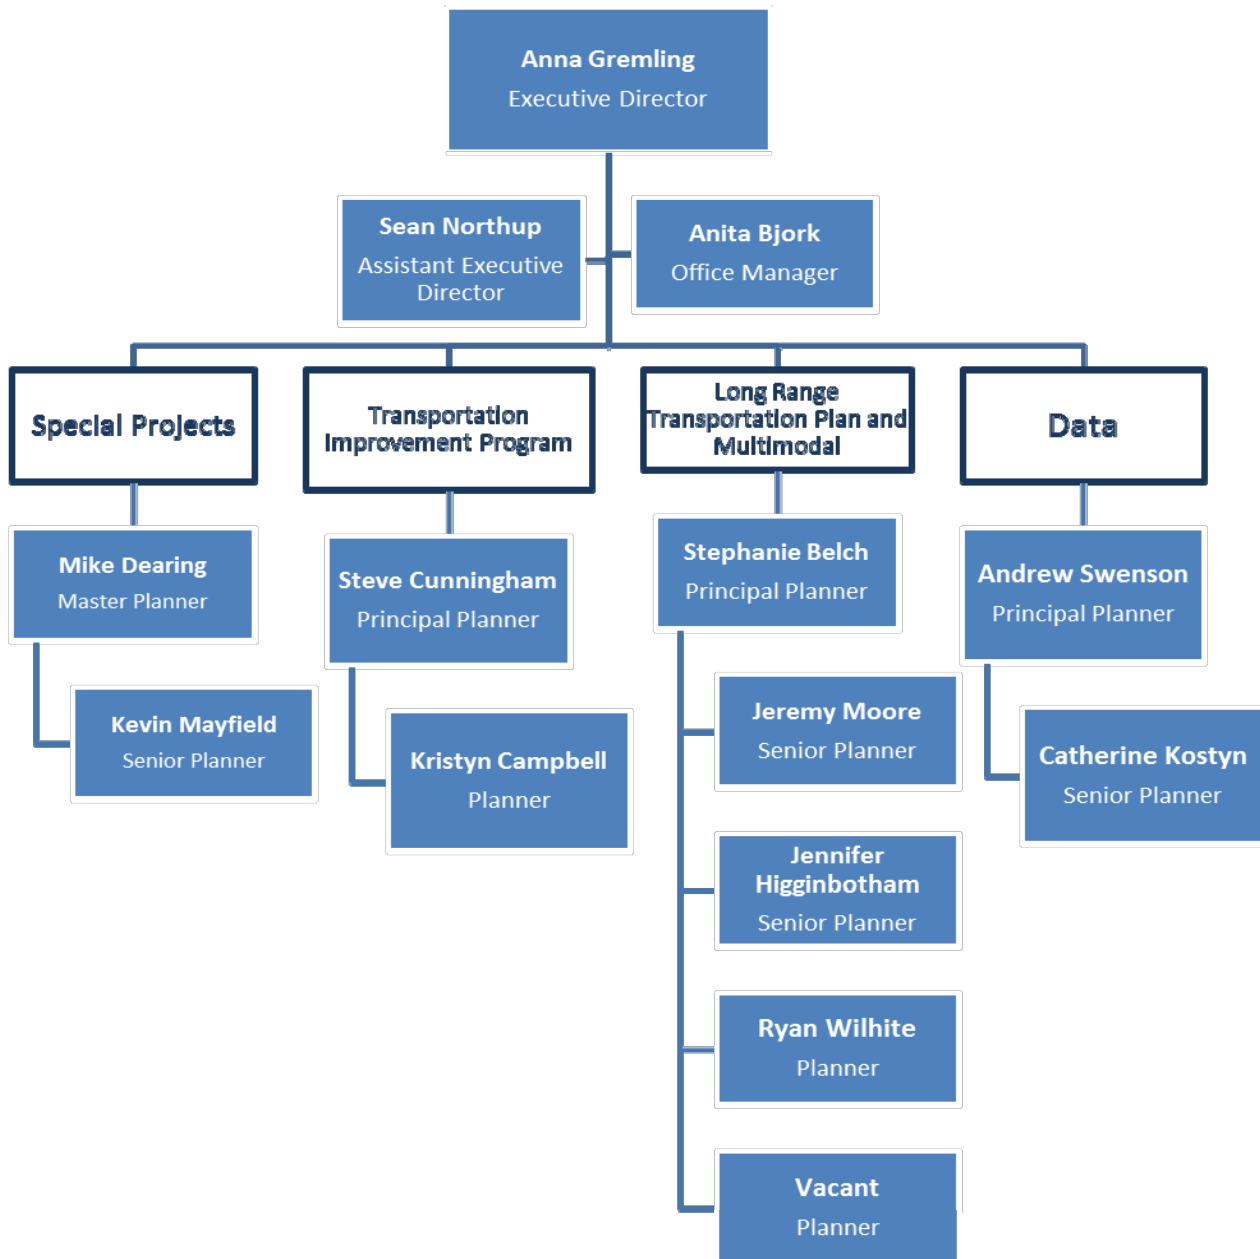 Anna Gremling
Executive Director
Sean Northup
Assistant Executive
Director
Anita Bjork
Office Manager
Special Projects
Transportation
Improvement Program
Long Range
Transportation Plan and
Multimodal
Data
Mike Dearing
Master Planner
Kevin Mayfield
Senior Planner
Steve Cunningham
Principal Planner
Kristyn Campbell
Planner
Stephanie Belch
Principal Planner
Jeremy Moore
Senior Planner
Jennifer
Higginbotham
Senior Planner
Ryan Wilhite
Planner
Vacant
Planner
Andrew Swenson
Principal Planner
Catherine Kostyn
Senior Planner